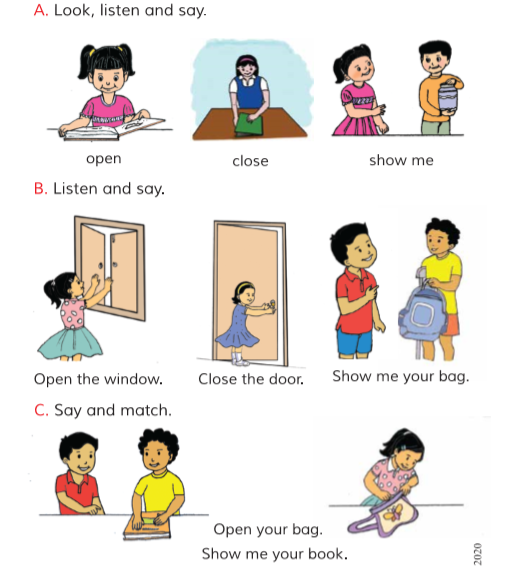 A. Look, listen and say.
open close show me
B. Listen and say.
Open the window. Close the door. Show me your bag.
C. Say and match.
Open your bag.
Show me your book.
2020